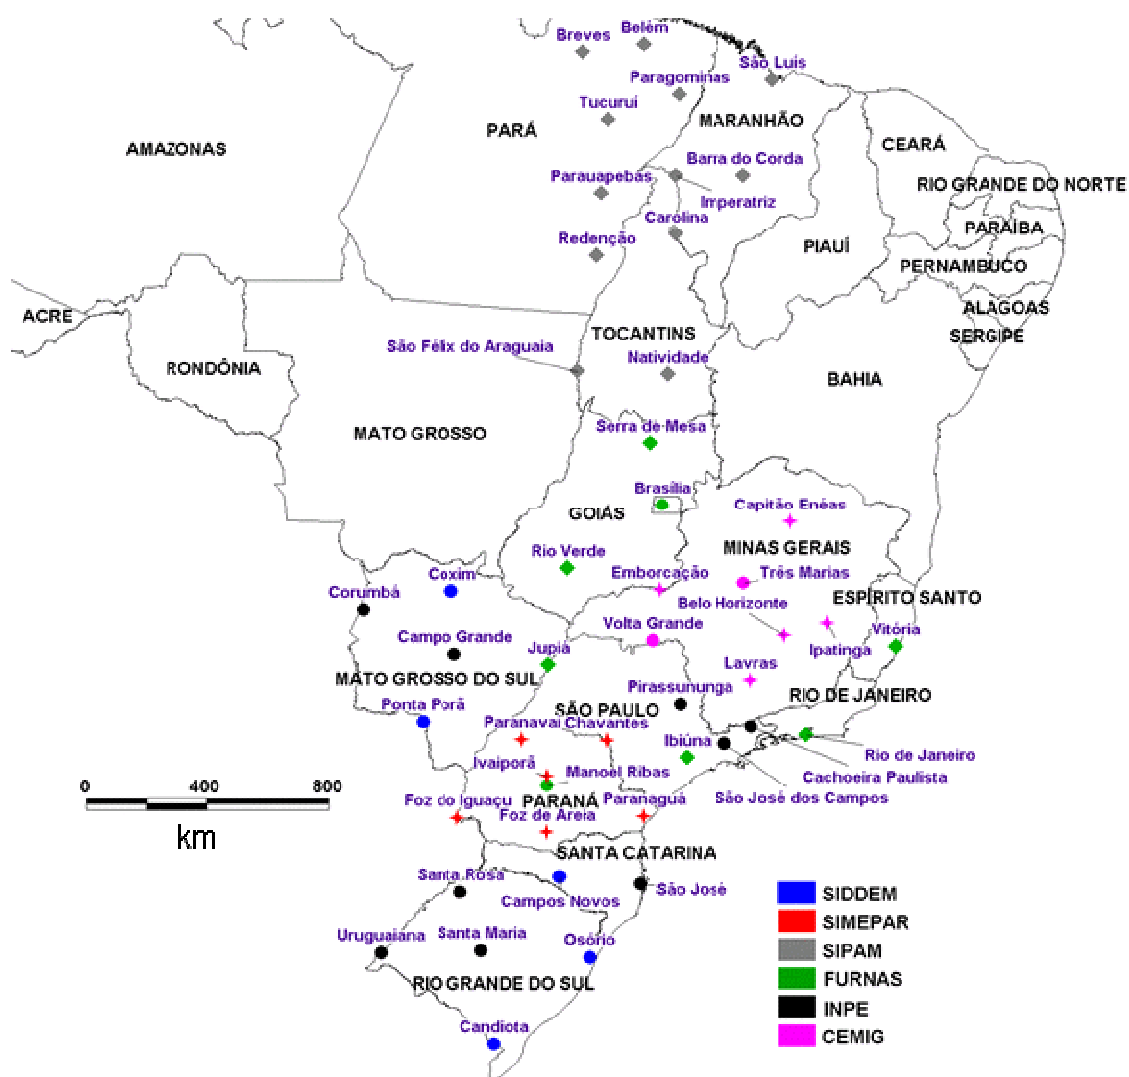 Belém
Breves
São Luís
Paragominas
Tucuruí
MARANHÃO
PARÁ
CEARÁ
AMAZONAS
Barra do Corda
Parauapebas
RIO GRANDE DO NORTE
Imperatriz
Carolina
PARAÍBA
Redenção
PIAUÍ
PERNAMBUCO
ALAGOAS
ACRE
TOCANTINS
SERGIPE
São Félix do Araguaia
Natividade
RONDÔNIA
BAHIA
Serra de Mesa
MATO GROSSO
Brasília
Capitão Enéas
GOIÁS
MINAS GERAIS
Rio Verde
Emborcação
Três Marias
Coxim
Corumbá
Belo Horizonte
ESPÍRITO SANTO
Volta Grande
Vitória
Campo Grande
Jupiá
Ipatinga
Lavras
MATO GROSSO DO SUL
Pirassununga
RIO DE JANEIRO
Ponta Porã
SÃO PAULO
Paranavaí
Chavantes
Ibiúna
Rio de Janeiro
Ivaiporã
Manoel Ribas
Cachoeira Paulista
0 400 800
km
Foz do Iguaçu
PARANÁ
Paranaguá
São José dos Campos
Foz de Areia
SANTA CATARINA
Santa Rosa
São José
Campos Novos
Uruguaiana
Santa Maria
Osório
RIO GRANDE DO SUL
Candiota
SIDDEM
SIMEPAR
SIPAM
FURNAS
INPE
CEMIG